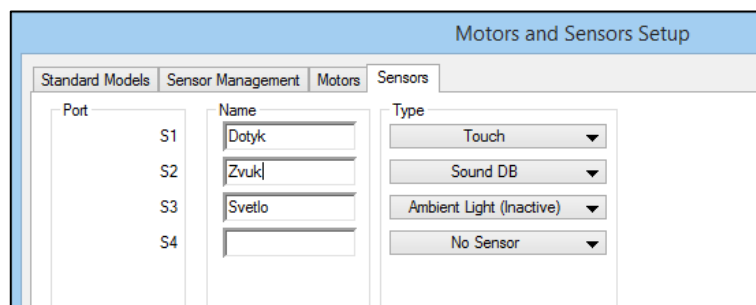 Motors and Sensors Setup
Standard Models Sensor Management Motors Sensors
Port Name Type
S1 Dotyk Touch
S2 Zvuk Sound DB
S3 Svetlo Ambient Light (Inactive)
S4 No Sensor